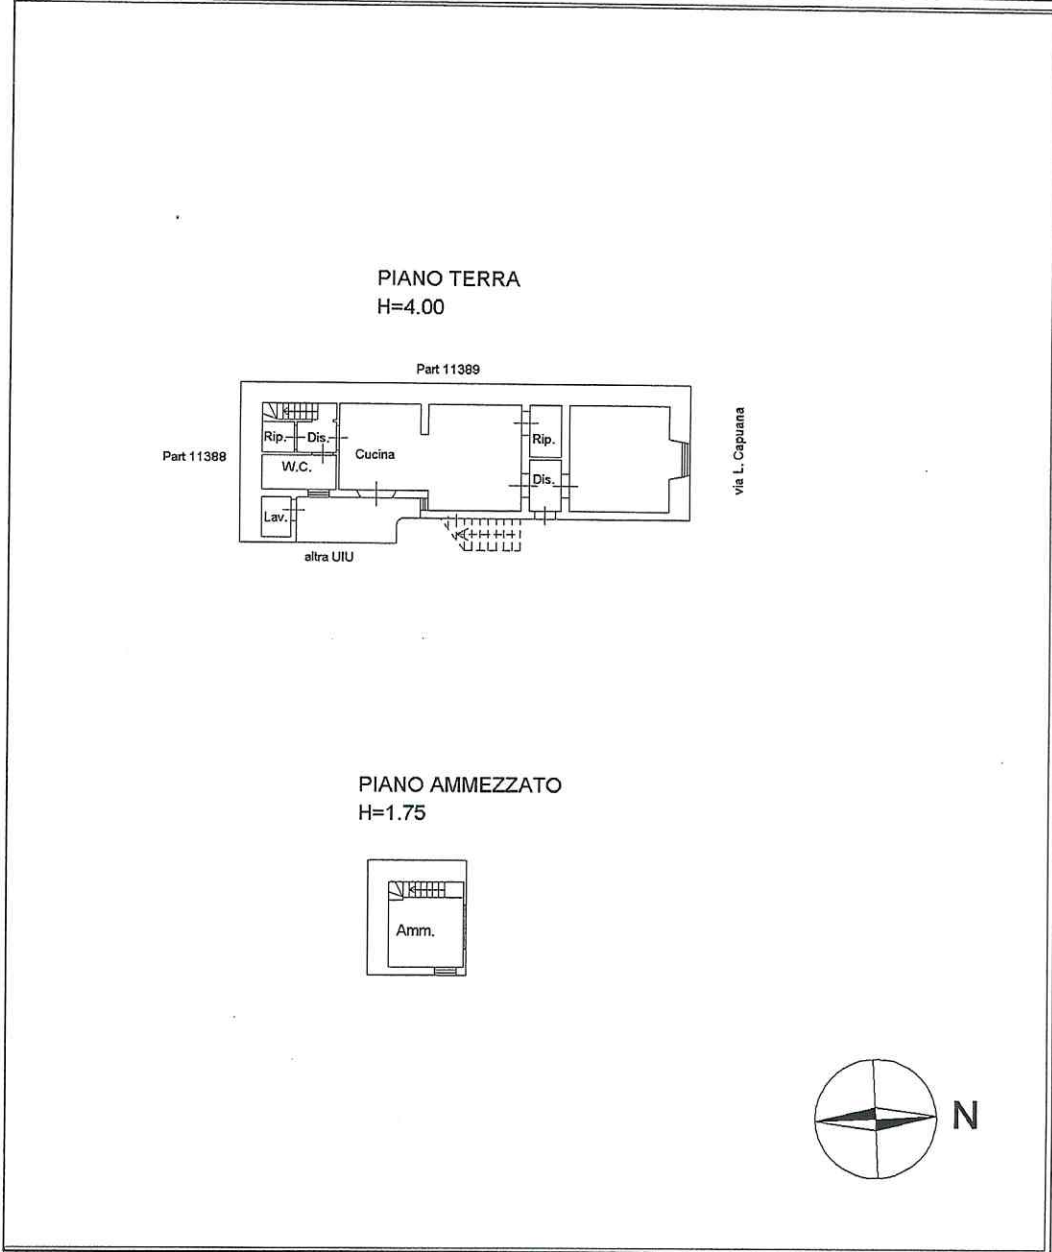 PIANO TERRA
H=4.00
Part 11389
Part 11388
via L. Capuana
Rip.
Dis.
W.C.
Cucina
Rip.
Dis.
Lav.
altra UIU
PIANO AMMEZZATO
H=1.75
Amm.
N